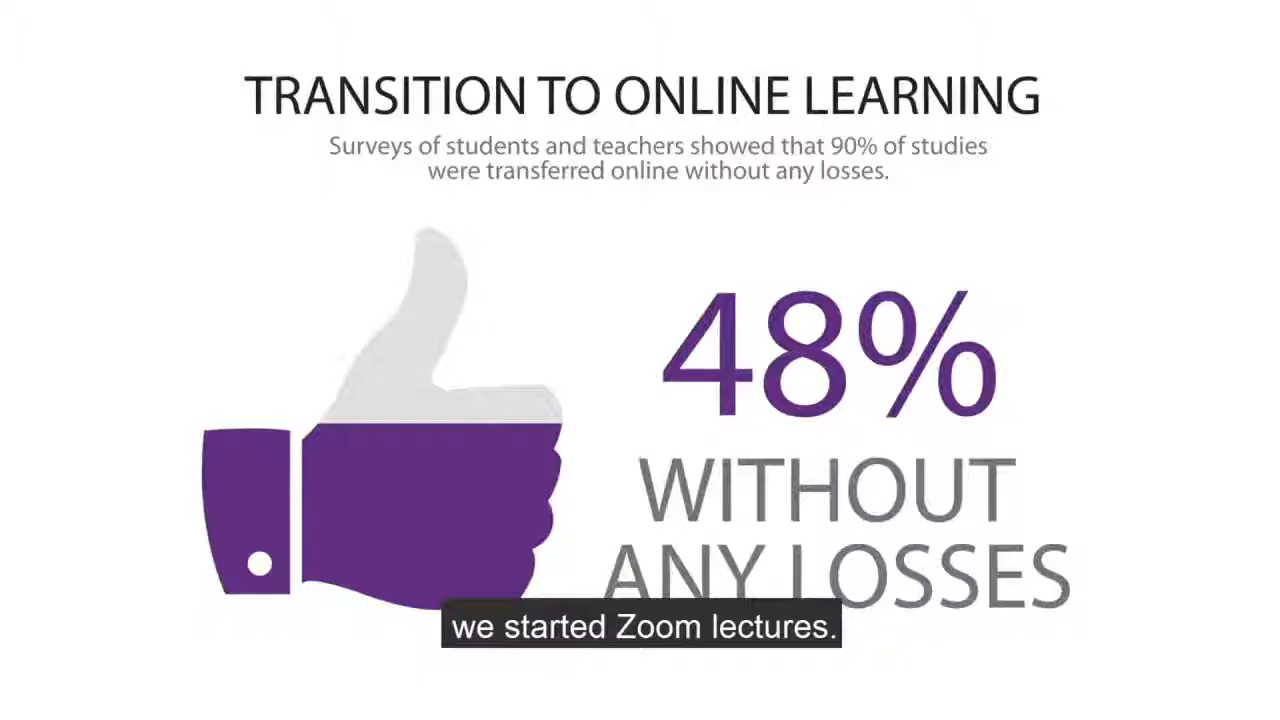 TRANSITION TO ONLINE LEARNING
Surveys of students and teachers showed that 90% of studies
were transferred online without any losses.
48%
WITHOUT
ANY LOSSES
we started Zoom lectures.